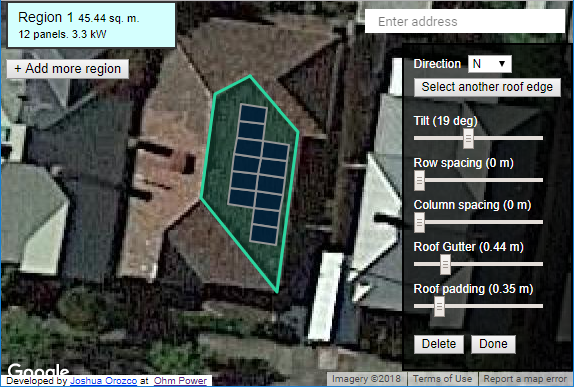 Region 1 45.44 sq. m.
12 panels. 3.3 kW
+ Add more region
Enter address
Direction N
Select another roof edge
Tilt (19 deg)
Row spacing (0 m)
Column spacing (0 m)
Roof Gutter (0.44 m)
Roof padding (0.35 m)
Delete Done
Google
Developed by Joshua Orozco at Ohm Power
Imagery ©2018 Terms of Use Report a map error